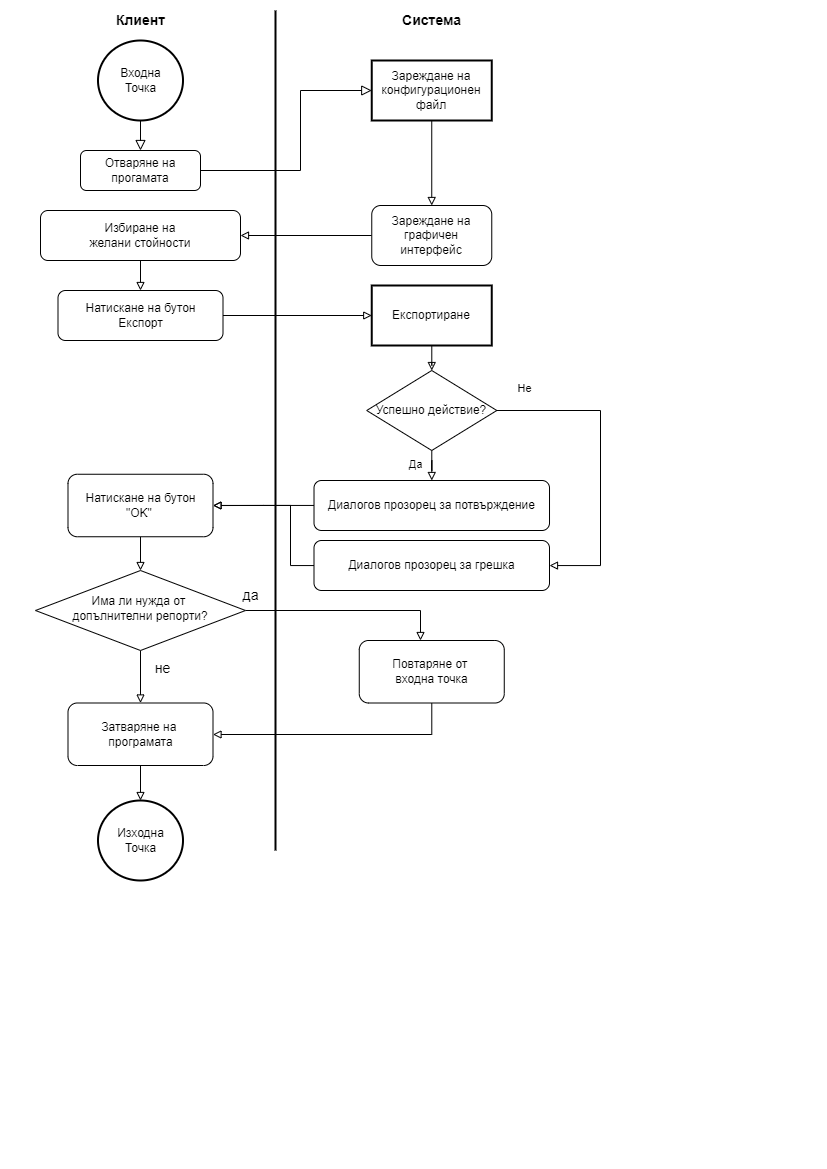 Клиент
Система
Входна
Точка
Зареждане на
конфигурационен
файл
Отваряне на
прогамата
Избиране на
желани стойности
Зареждане на
графичен
интерфейс
Натискане на бутон
Експорт
Експортиране
Не
Успешно действие?
Да
Натискане на бутон
"ОК"
Диалогов прозорец за потвърждение
Диалогов прозорец за грешка
да
Има ли нужда от
допълнителни репорти?
не
Повтаряне от
входна точка
Затваряне на
програмата
Изходна
Точка